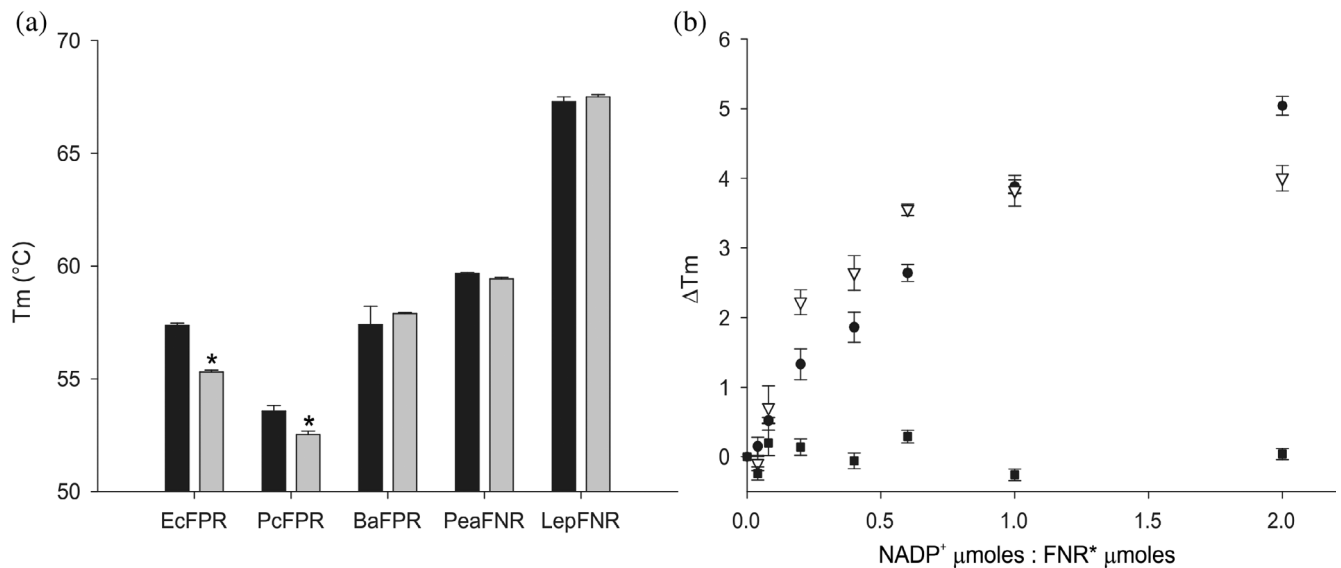 (a)
70
65
60
55
50
Tm (°C)
*
*
EcFPR PcFPR BaFPR PeaFNR LepFNR
(b)
6
5
4
3
2
1
0
ΔTm
0.0 0.5 1.0 1.5 2.0
NADP⁺ μmoles : FNR* μmoles